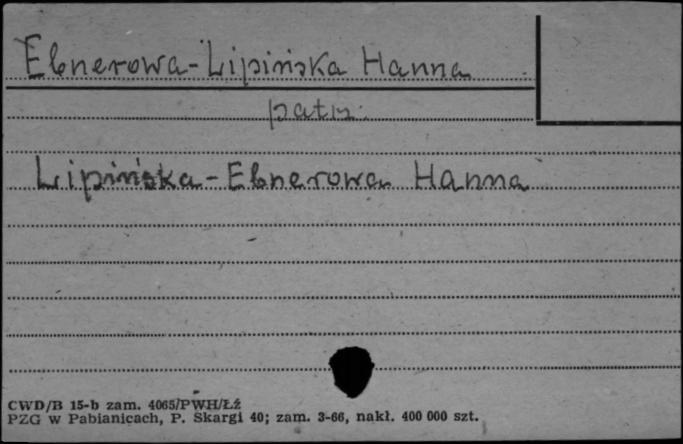 Ebnerowa-Lipińska Hanna
patrz:
Lipińska-Ebnerowa Hanna
CWD/B 15-b zam. 4065/PWH/Łź
PZG w Pabianicach, P. Skargi 40; zam. 3-66, nakł. 400 000 szt.